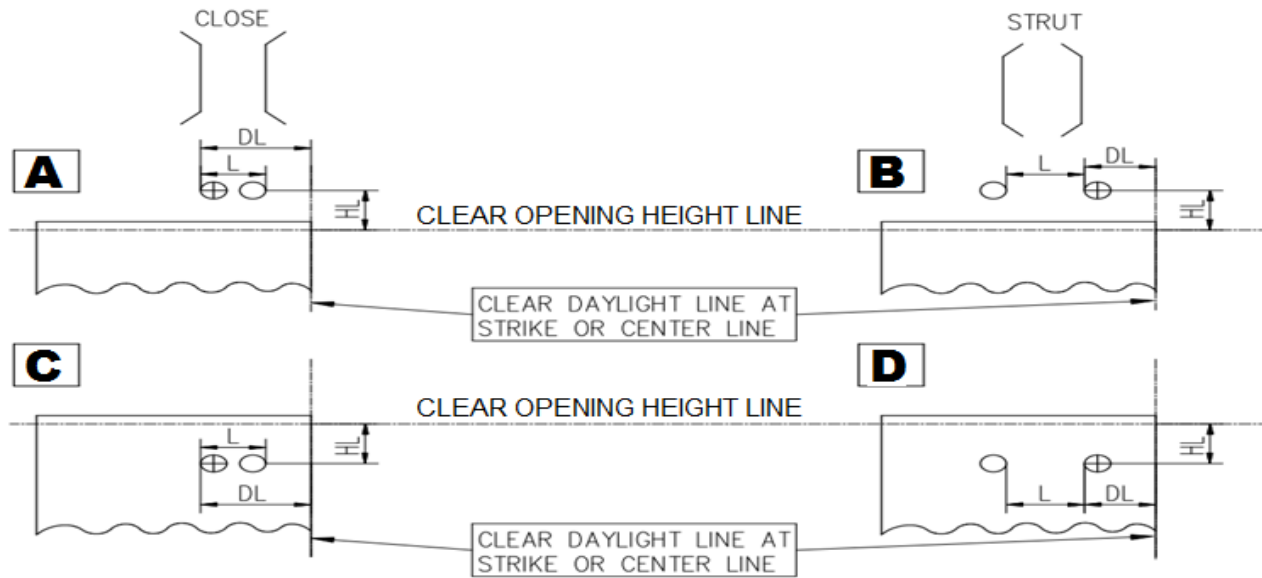 CLOSE
STRUT
DL
L
A
HL
CLEAR OPENING HEIGHT LINE
B
L
DL
HL
CLEAR DAYLIGHT LINE AT
STRIKE OR CENTER LINE
C
D
CLEAR OPENING HEIGHT LINE
L
HL
DL
HL
L
DL
CLEAR DAYLIGHT LINE AT
STRIKE OR CENTER LINE